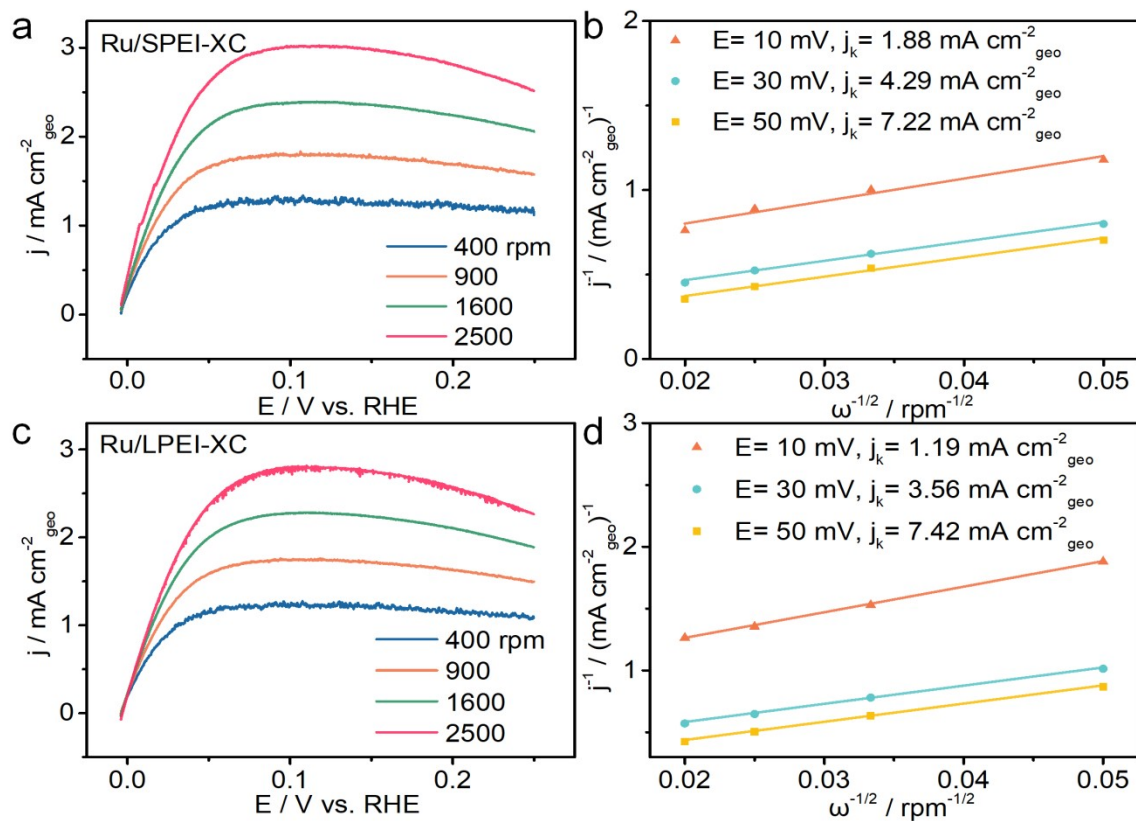 a
Ru/SPEI-XC
j / mA cm⁻²geo
3
2
1
0
400 rpm
900
1600
2500
0.0
0.1
0.2
E / V vs. RHE
b
j⁻¹ / (mA cm⁻²geo)⁻¹
2
1
0
E= 10 mV, jk= 1.88 mA cm⁻²geo
E= 30 mV, jk= 4.29 mA cm⁻²geo
E= 50 mV, jk= 7.22 mA cm⁻²geo
0.02
0.03
0.04
0.05
ω⁻¹/² / rpm⁻¹/²
c
Ru/LPEI-XC
j / mA cm⁻²geo
3
2
1
0
400 rpm
900
1600
2500
0.0
0.1
0.2
E / V vs. RHE
d
j⁻¹ / (mA cm⁻²geo)⁻¹
3
2
1
E= 10 mV, jk= 1.19 mA cm⁻²geo
E= 30 mV, jk= 3.56 mA cm⁻²geo
E= 50 mV, jk= 7.42 mA cm⁻²geo
0.02
0.03
0.04
0.05
ω⁻¹/² / rpm⁻¹/²